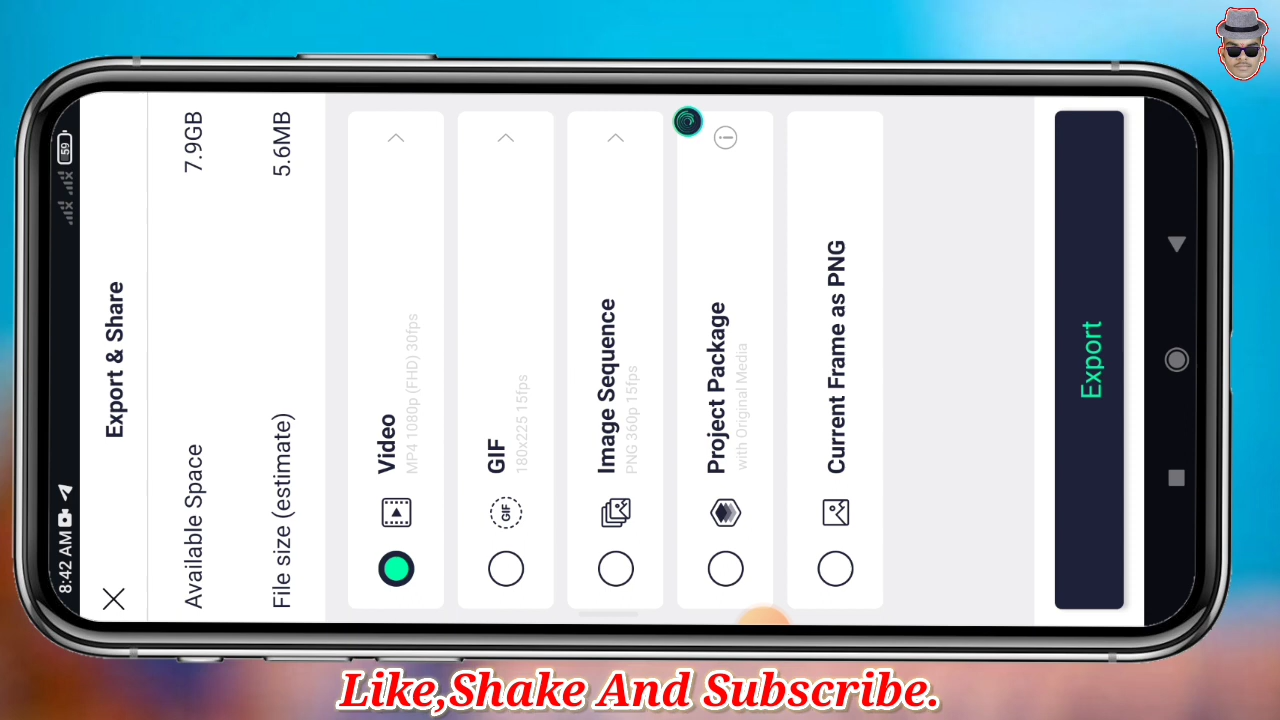 8:42 AM
59
Export & Share
Available Space 7.9GB
File size (estimate) 5.6MB
Video
MP4 1080p (FHD) 30fps
GIF
GIF
180x225 15fps
Image Sequence
PNG 360p 15fps
Project Package
with Original Media
Current Frame as PNG
Export
Like,Shake And Subscribe.